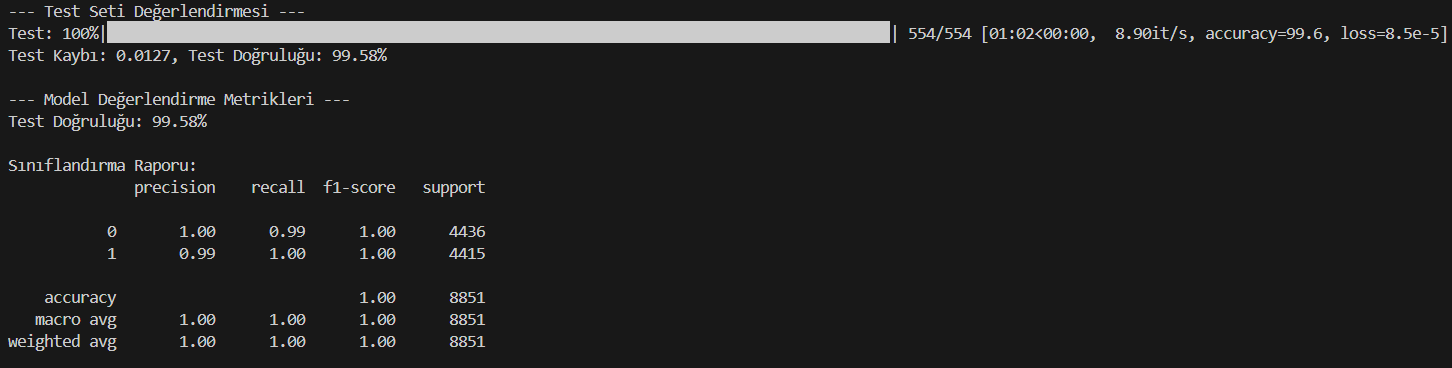 --- Test Seti Değerlendirmesi ---
Test: 100%| | 554/554 [01:02<00:00,  8.90it/s, accuracy=99.6, loss=8.5e-5]
Test Kaybı: 0.0127, Test Doğruluğu: 99.58%
--- Model Değerlendirme Metrikleri ---
Test Doğruluğu: 99.58%
Sınıflandırma Raporu:
              precision    recall  f1-score   support
           0       1.00      0.99      1.00      4436
           1       0.99      1.00      1.00      4415
    accuracy                           1.00      8851
   macro avg       1.00      1.00      1.00      8851
weighted avg       1.00      1.00      1.00      8851